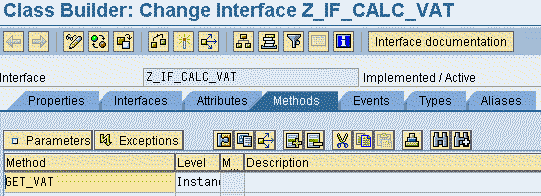 Class Builder: Change Interface Z_IF_CALC_VAT
Interface documentation
Interface Z_IF_CALC_VAT Implemented / Active
Properties Interfaces Attributes Methods Events Types Aliases
Parameters Exceptions
Method Level M... Description
GET_VAT Instanc